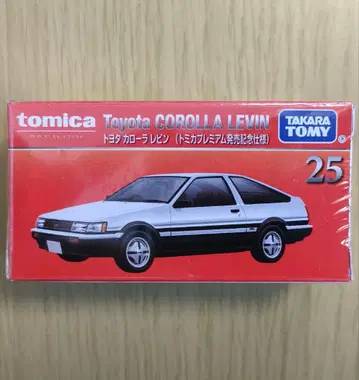 tomica
PREMIUM
Toyota COROLLA LEVIN
トヨタ カローラ レビン （トミカプレミアム発売記念仕様）
TAKARA
TOMY
25